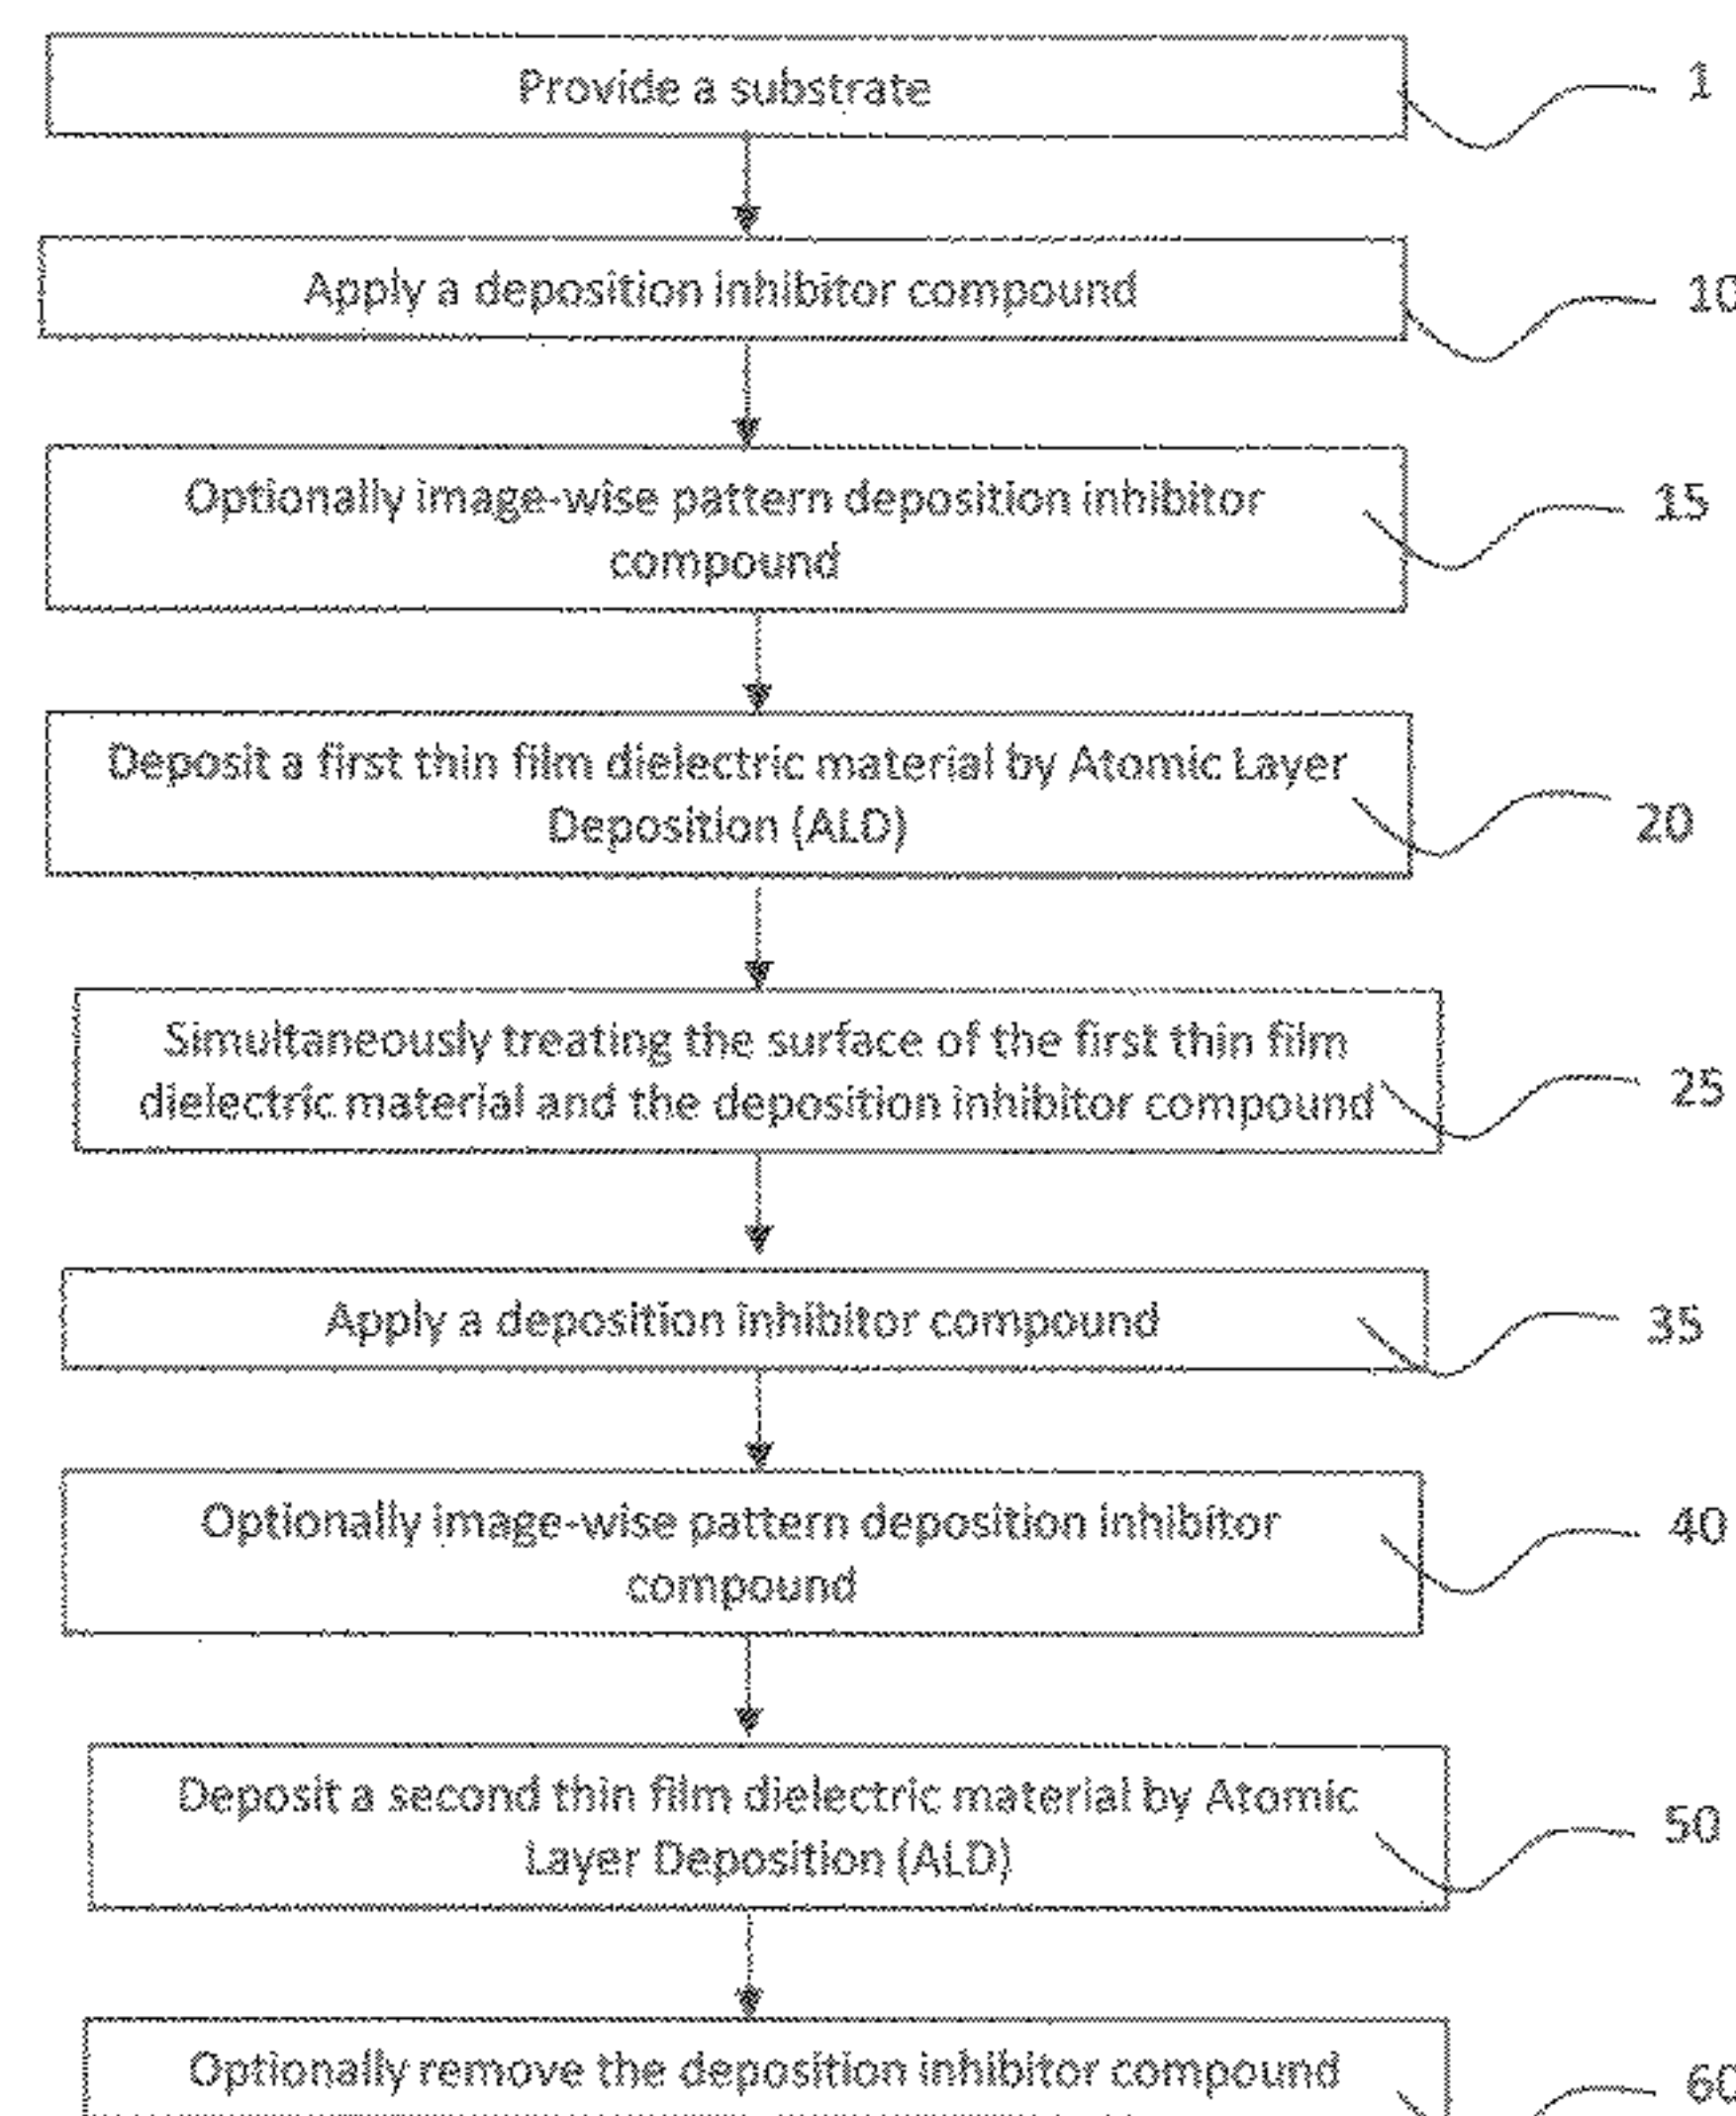 Provide a substrate
1
Apply a deposition inhibitor compound
10
Optionally image-wise pattern deposition inhibitor
compound
15
Deposit a first thin film dielectric material by Atomic Layer
Deposition (ALD)
20
Simultaneously treating the surface of the first thin film
dielectric material and the deposition inhibitor compound
25
Apply a deposition inhibitor compound
35
Optionally image-wise pattern deposition inhibitor
compound
40
Deposit a second thin film dielectric material by Atomic
Layer Deposition (ALD)
50
Optionally remove the deposition inhibitor compound
60